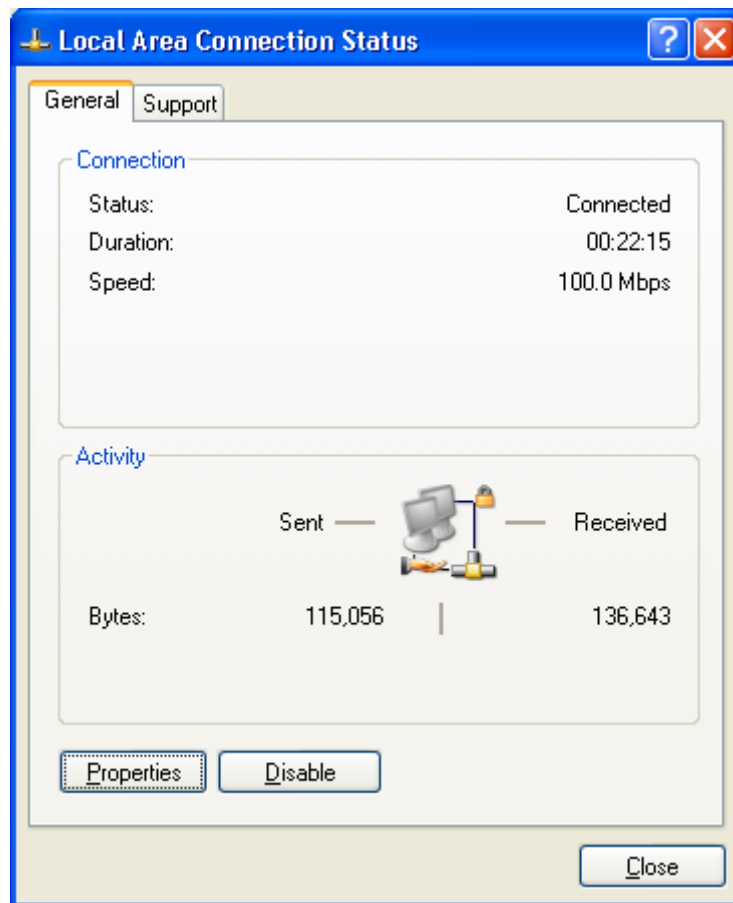 Local Area Connection Status
General Support
Connection
Status: Connected
Duration: 00:22:15
Speed: 100.0 Mbps
Activity
Sent Received
Bytes: 115,056 136,643
Properties Disable
Close